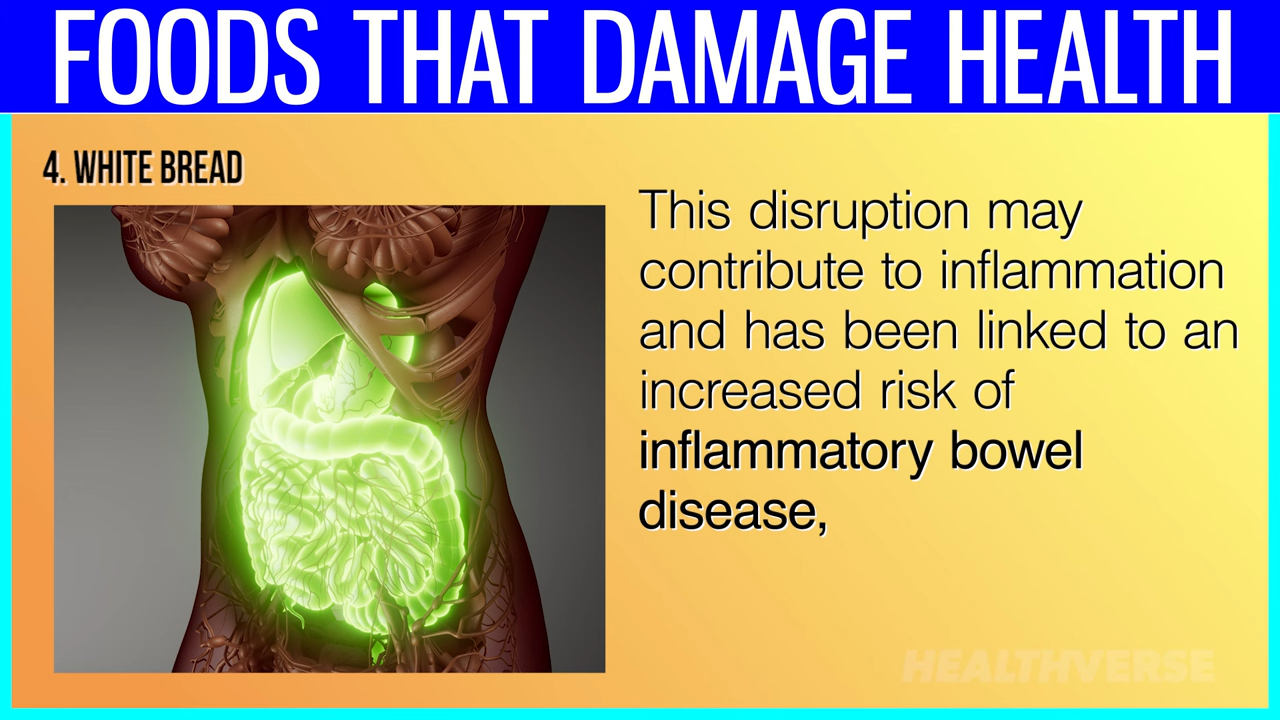 FOODS THAT DAMAGE HEALTH
4. WHITE BREAD
This disruption may
contribute to inflammation
and has been linked to an
increased risk of
inflammatory bowel
disease,
HEALTHVERSE